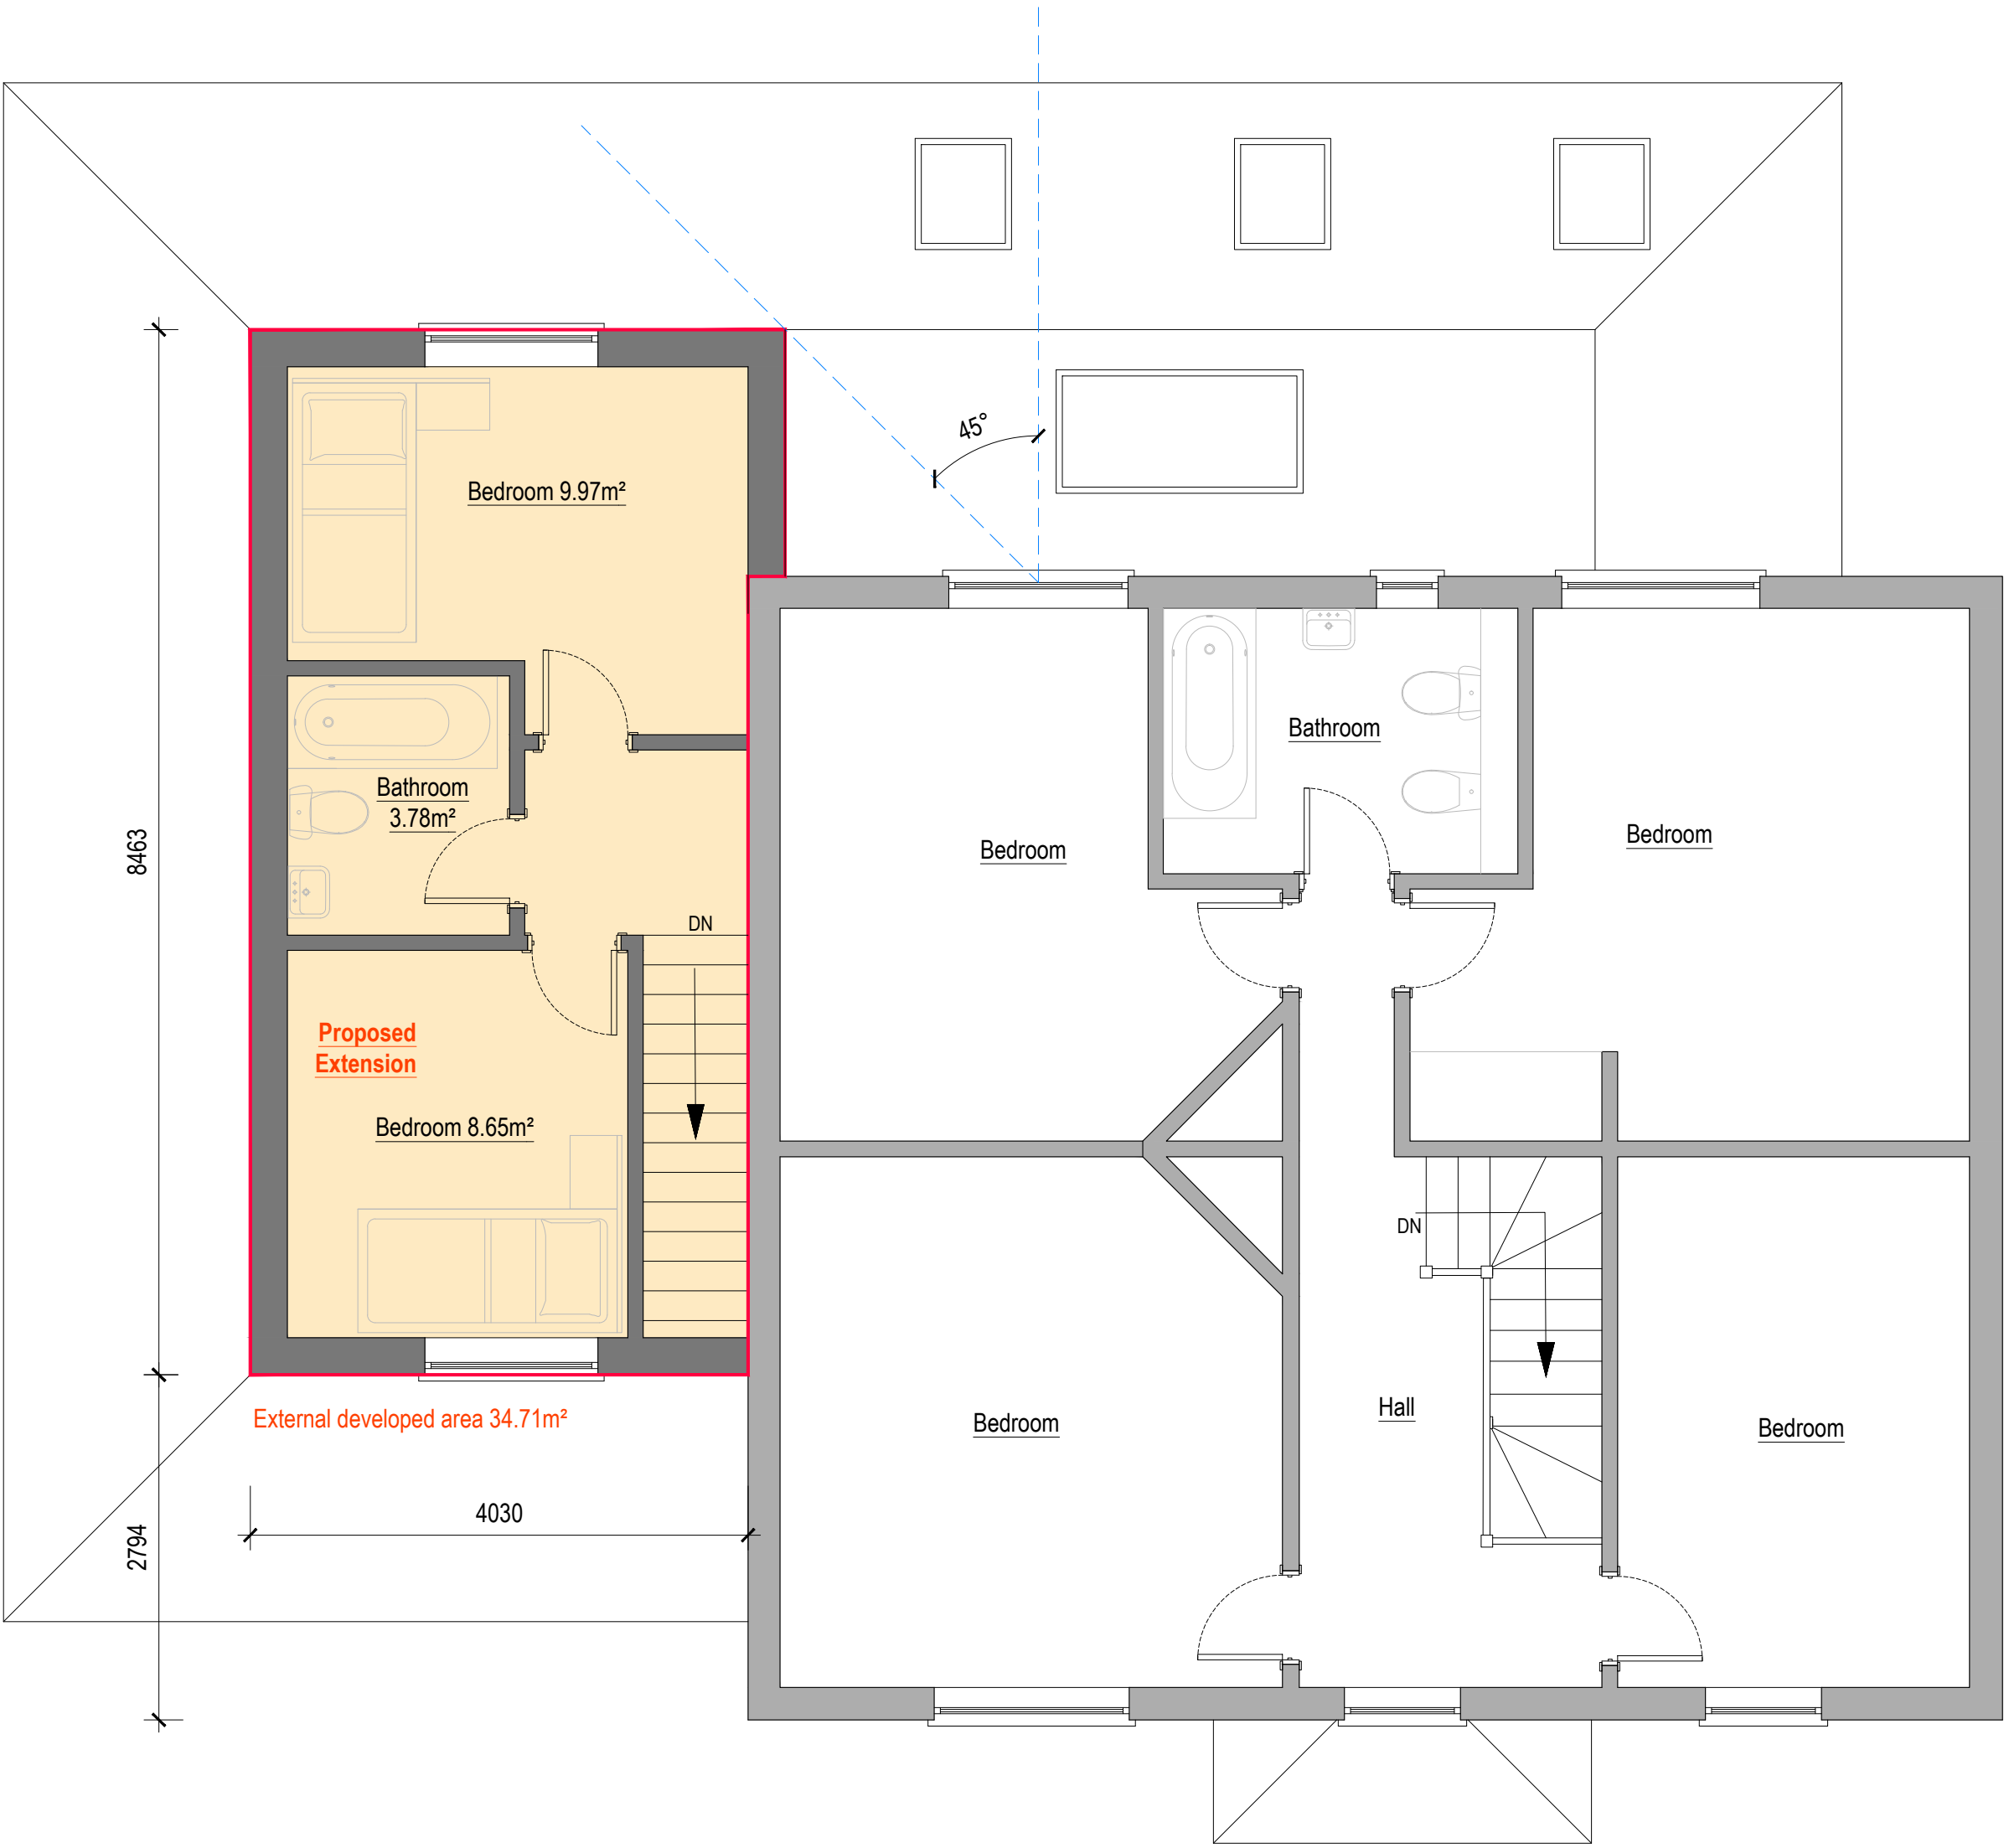 45°
Bedroom 9.97m²
Bathroom
Bathroom
3.78m²
8463
Bedroom
Bedroom
DN
Proposed
Extension
Bedroom 8.65m²
DN
Hall
Bedroom
Bedroom
External developed area 34.71m²
4030
2794